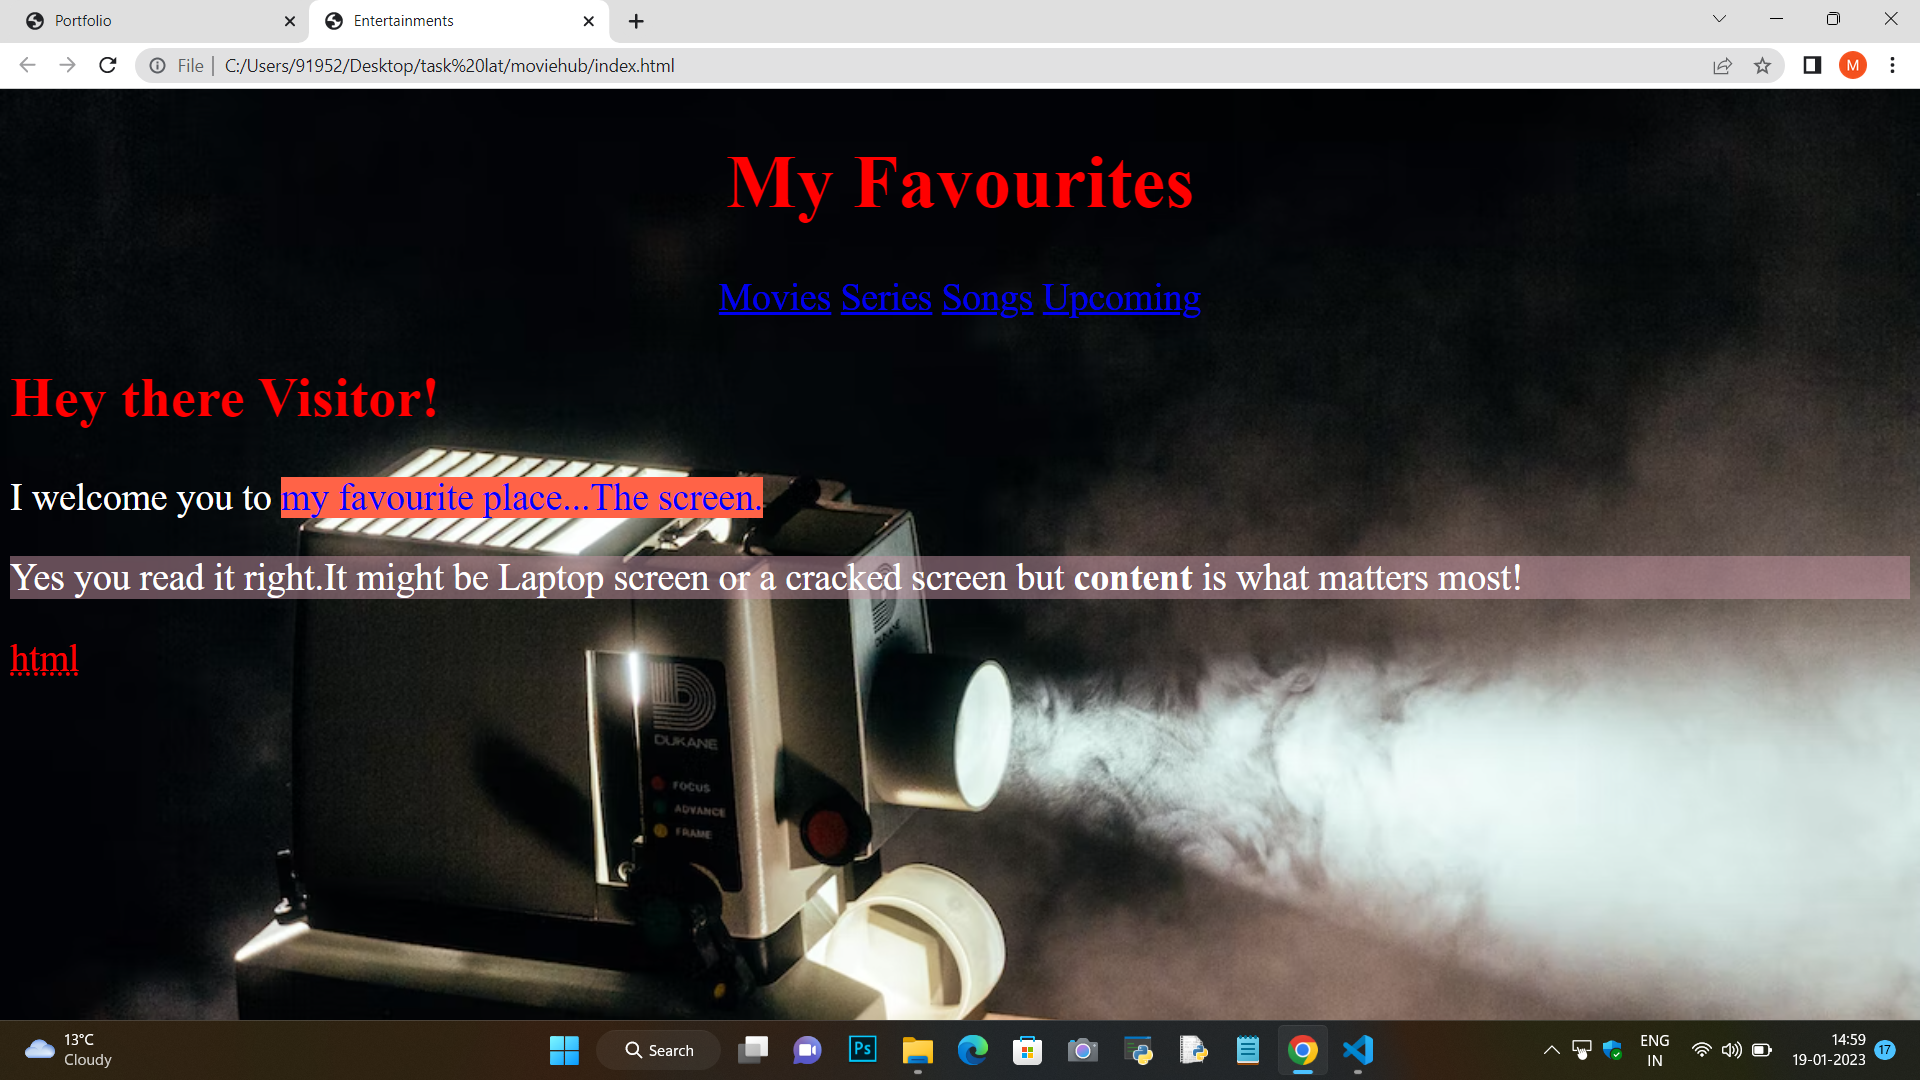 Portfolio
Entertainments
File
C:/Users/91952/Desktop/task%20lat/moviehub/index.html
M
My Favourites
Movies Series Songs Upcoming
Hey there Visitor!
I welcome you to my favourite place...The screen.
Yes you read it right.It might be Laptop screen or a cracked screen but content is what matters most!
html
DUKANE
DUKANE
FOCUS
ADVANCE
FRAME
13°C
Cloudy
Search
Ps
ENG
IN
14:59
19-01-2023
17